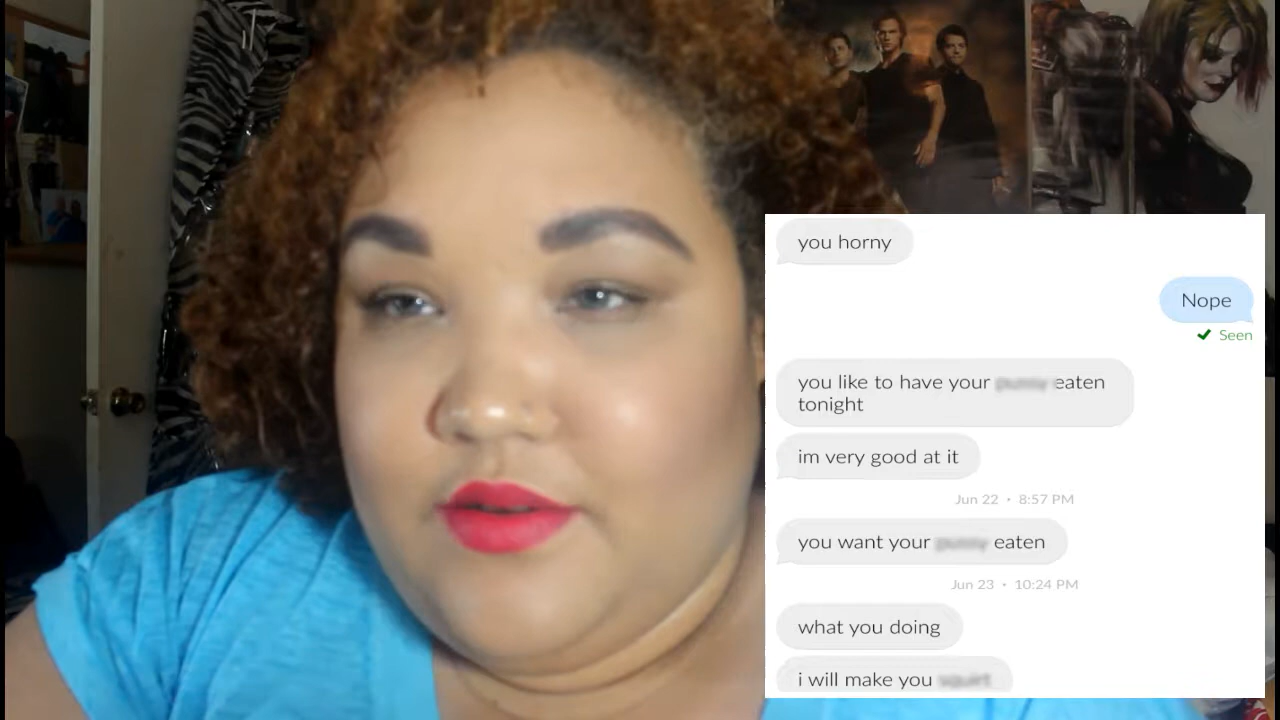 you horny
Nope
✔ Seen
you like to have your eaten
tonight
im very good at it
Jun 22 • 8:57 PM
you want your eaten
Jun 23 • 10:24 PM
what you doing
i will make you